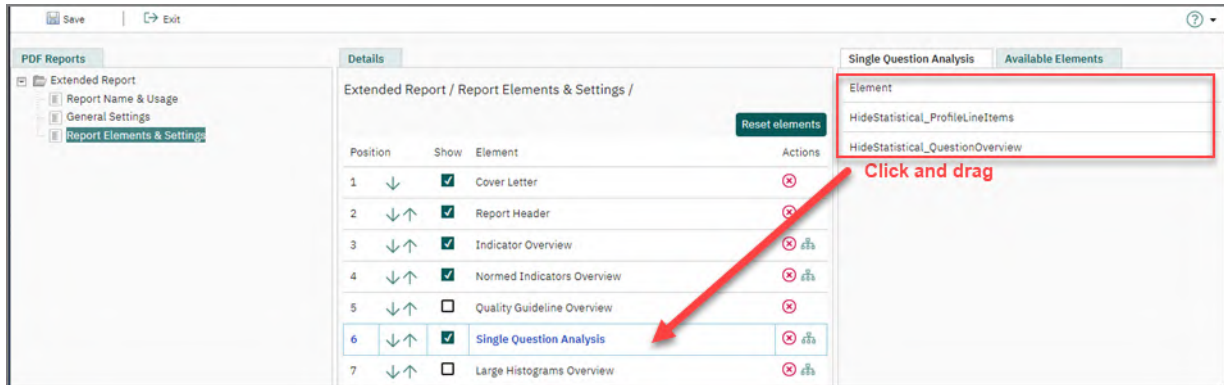 Save Exit
PDF Reports
Extended Report
Report Name & Usage
General Settings
Report Elements & Settings
Details
Extended Report / Report Elements & Settings /
Reset elements
Position Show Element Actions
1 Cover Letter
2 Report Header
3 Indicator Overview
4 Normed Indicators Overview
5 Quality Guideline Overview
6 Single Question Analysis
7 Large Histograms Overview
Single Question Analysis Available Elements
Element
HideStatistical_ProfileLineItems
HideStatistical_QuestionOverview
Click and drag